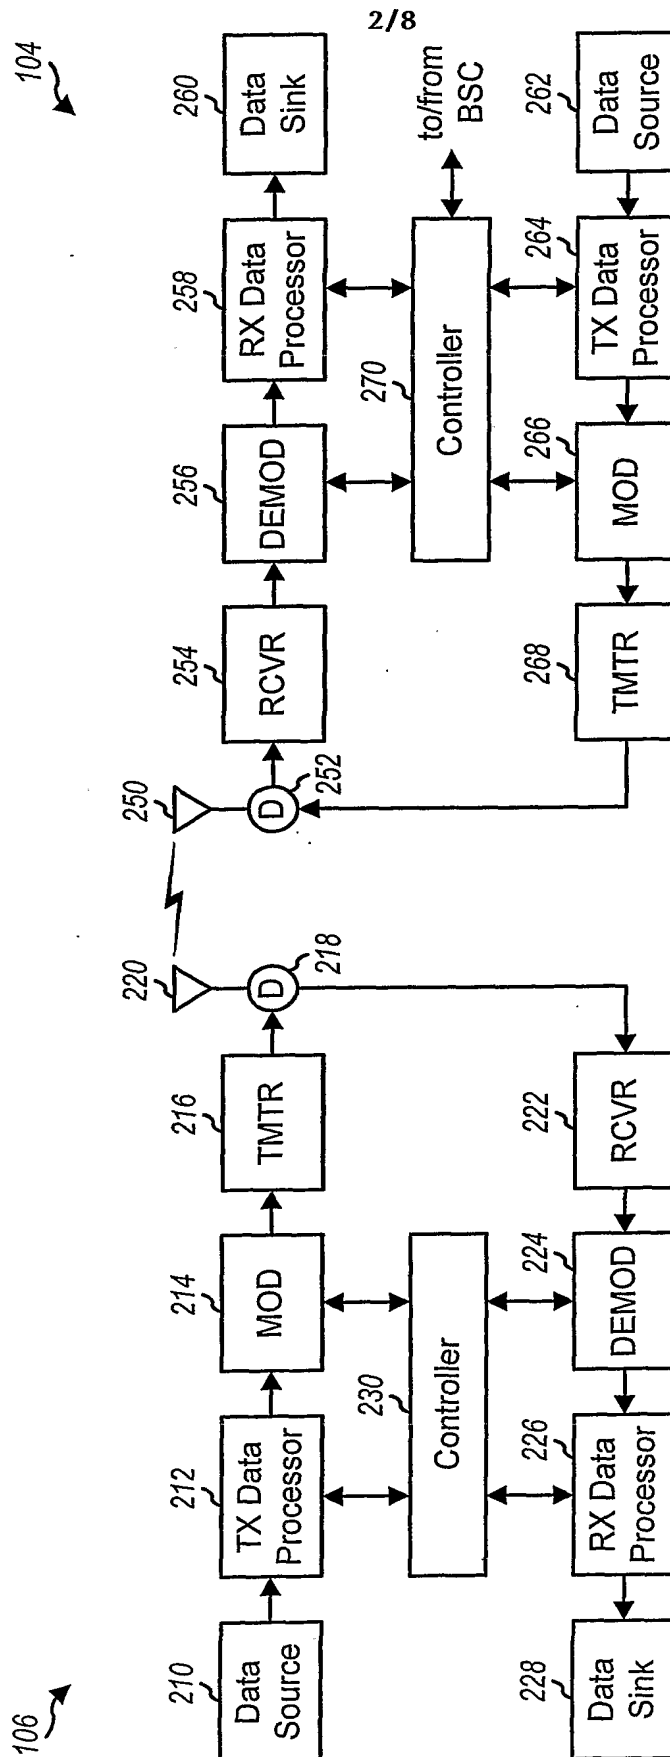 2/8
106
104
210
Data
Source
212
TX Data
Processor
214
MOD
216
TMTR
220
D
218
250
D
252
254
RCVR
256
DEMOD
258
RX Data
Processor
260
Data
Sink
230
Controller
270
Controller
to/from
BSC
228
Data
Sink
226
RX Data
Processor
224
DEMOD
222
RCVR
268
TMTR
266
MOD
264
TX Data
Processor
262
Data
Source